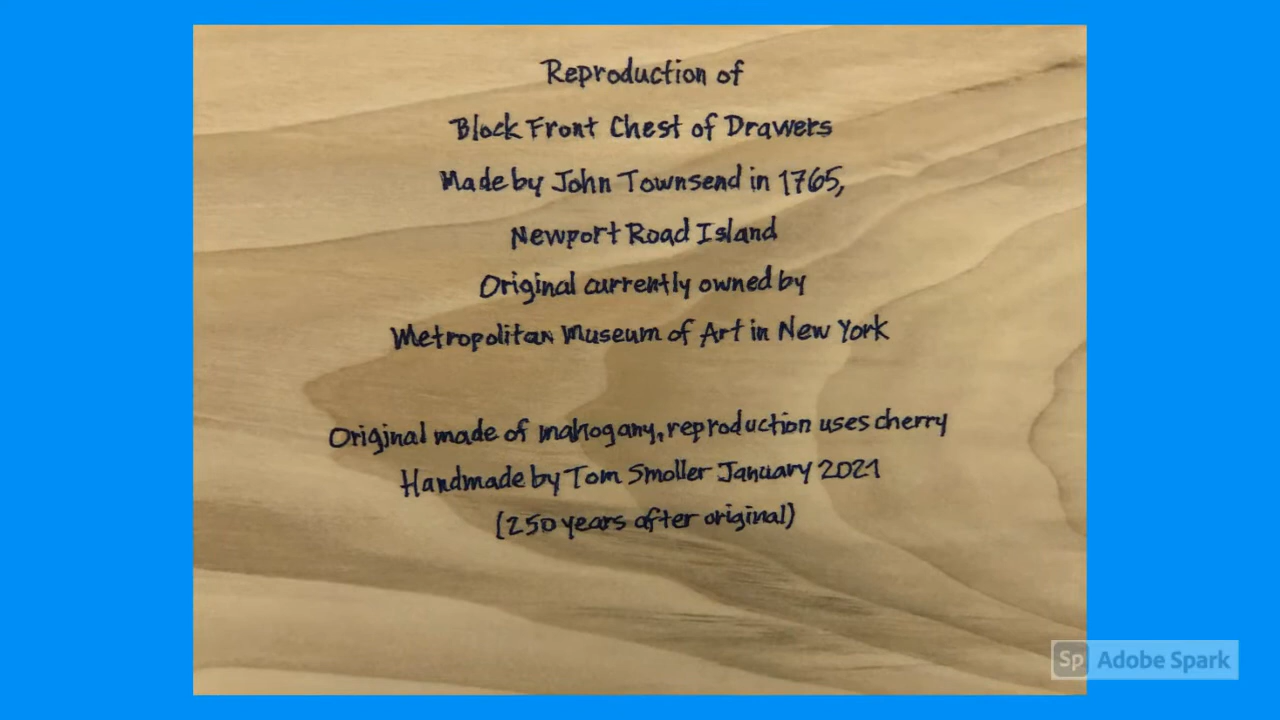 Reproduction of
Block Front Chest of Drawers
Made by John Townsend in 1765,
Newport Road Island
Original currently owned by
Metropolitan Museum of Art in New York
Original made of mahogany, reproduction uses cherry
Handmade by Tom Smoller January 2021
(250 years after original)
Sp Adobe Spark